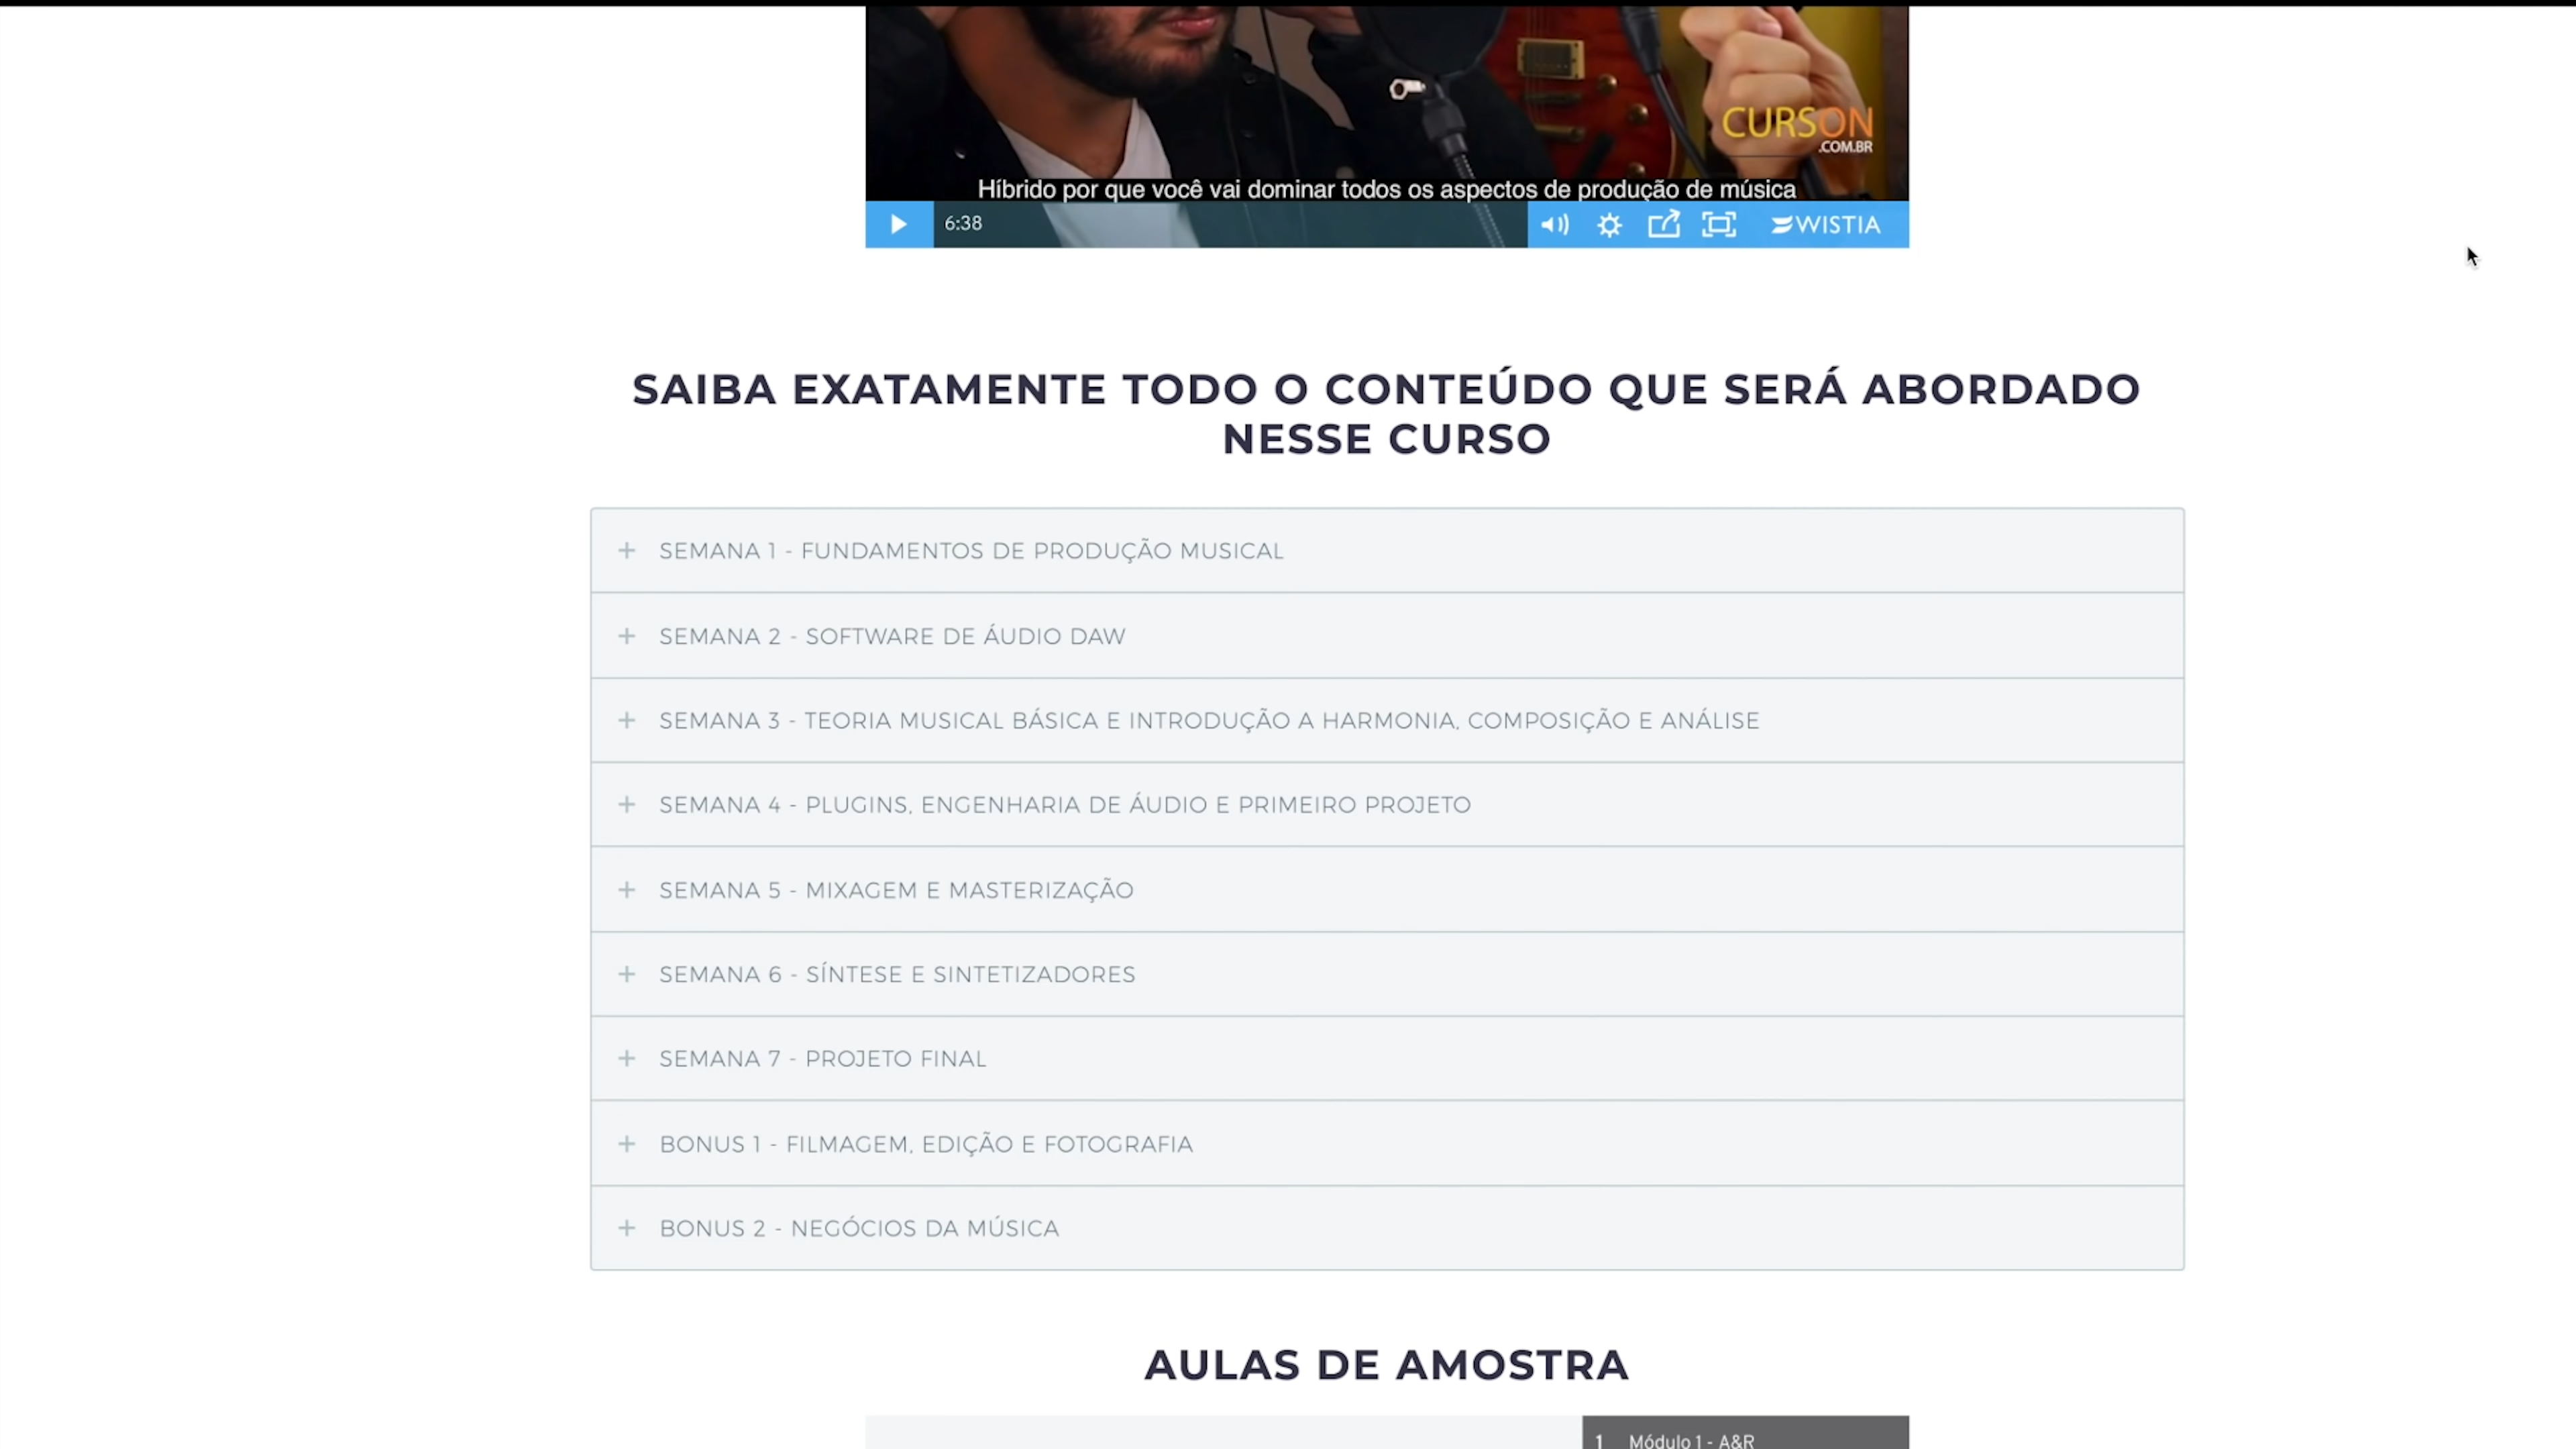 CURSON
.COM.BR
Híbrido por que você vai dominar todos os aspectos de produção de música
6:38
WISTIA
SAIBA EXATAMENTE TODO O CONTEÚDO QUE SERÁ ABORDADO
NESSE CURSO
+ SEMANA 1 - FUNDAMENTOS DE PRODUÇÃO MUSICAL
+ SEMANA 2 - SOFTWARE DE ÁUDIO DAW
+ SEMANA 3 - TEORIA MUSICAL BÁSICA E INTRODUÇÃO A HARMONIA, COMPOSIÇÃO E ANÁLISE
+ SEMANA 4 - PLUGINS, ENGENHARIA DE ÁUDIO E PRIMEIRO PROJETO
+ SEMANA 5 - MIXAGEM E MASTERIZAÇÃO
+ SEMANA 6 - SÍNTESE E SINTETIZADORES
+ SEMANA 7 - PROJETO FINAL
+ BONUS 1 - FILMAGEM, EDIÇÃO E FOTOGRAFIA
+ BONUS 2 - NEGÓCIOS DA MÚSICA
AULAS DE AMOSTRA
1 Módulo 1 - A&R